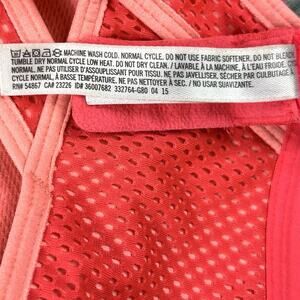 MACHINE WASH COLD. NORMAL CYCLE. DO NOT USE FABRIC SOFTENER. DO NOT BLEACH.
TUMBLE DRY NORMAL CYCLE LOW HEAT. DO NOT DRY CLEAN. / LAVABLE À LA MACHINE, À L'EAU FROIDE. CYC
NORMAL. NE PAS UTILISER D'ASSOUPLISSANT POUR TISSU. NE PAS JAVELLISER. SÉCHER PAR CULBUTAGE À
CYCLE NORMAL, À BASSE TEMPÉRATURE. NE PAS NETTOYER À SEC. / NO USAR SUAVIZANTE.
RN# 54867 CA# 23226 ID# 36007682 332764-G80 04 15